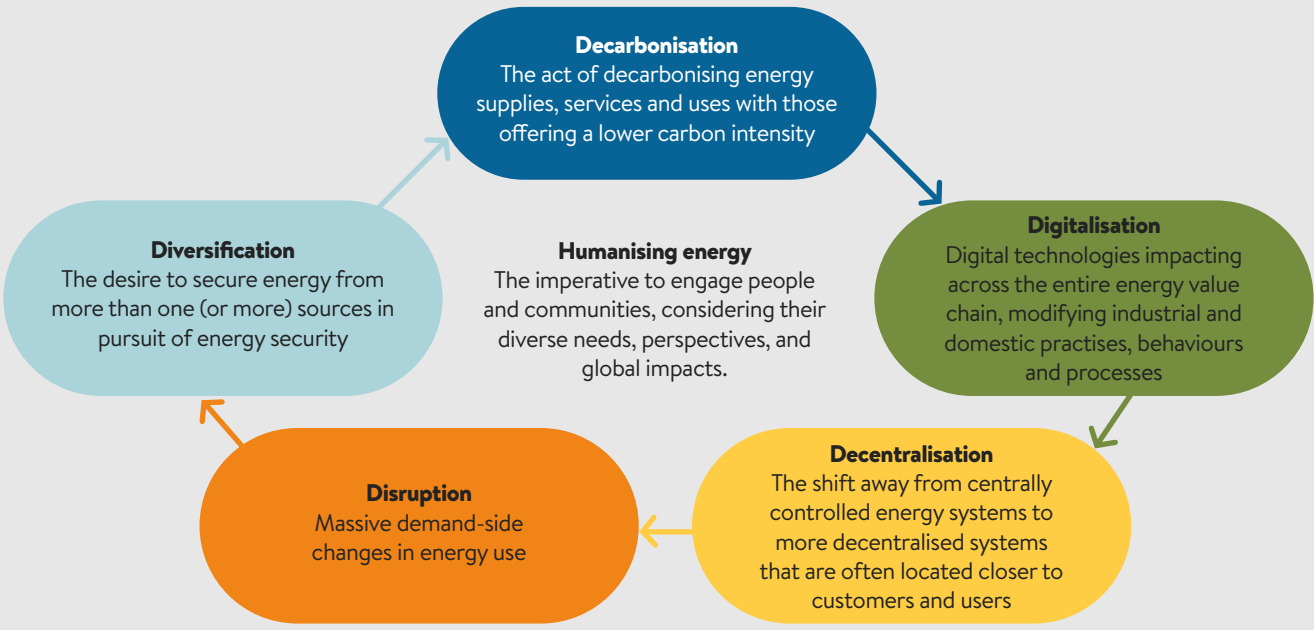 Decarbonisation
The act of decarbonising energy
supplies, services and uses with those
offering a lower carbon intensity
Digitalisation
Digital technologies impacting
across the entire energy value
chain, modifying industrial and
domestic practises, behaviours
and processes
Decentralisation
The shift away from centrally
controlled energy systems to
more decentralised systems
that are often located closer to
customers and users
Disruption
Massive demand-side
changes in energy use
Diversification
The desire to secure energy from
more than one (or more) sources in
pursuit of energy security
Humanising energy
The imperative to engage people
and communities, considering their
diverse needs, perspectives, and
global impacts.